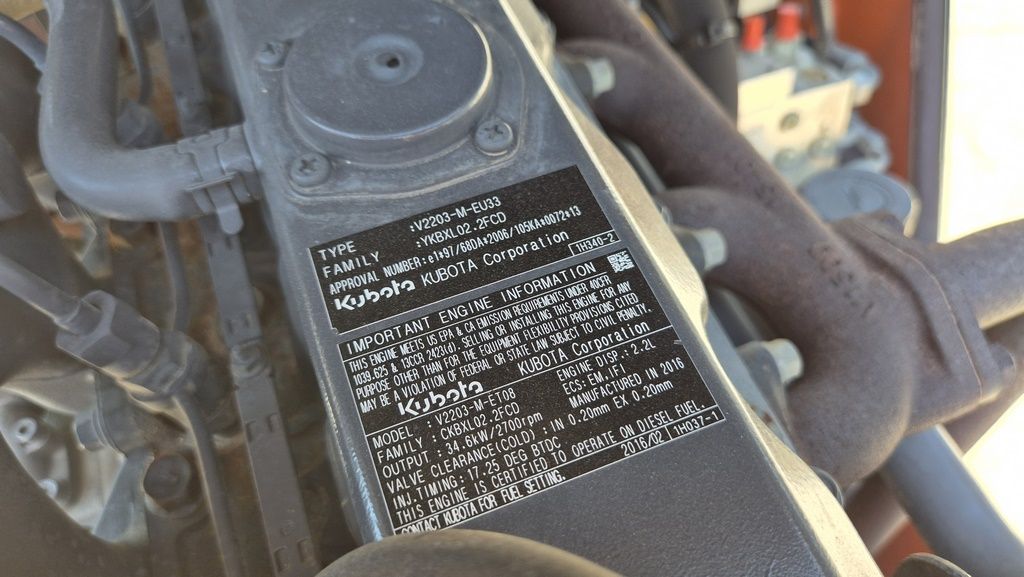 TYPE :V2203-M-EU33
FAMILY :YKBXL02.2FCD
APPROVAL NUMBER:e1*97/68DA*2006/105KA*0072*13
Kubota KUBOTA Corporation 1H340-2
IMPORTANT ENGINE INFORMATION
THIS ENGINE MEETS US EPA & CA EMISSION REQUIREMENTS UNDER 40CFR
1039.625 & 13CCR 2423(d). SELLING OR INSTALLING THIS ENGINE FOR ANY
PURPOSE OTHER THAN FOR THE EQUIPMENT FLEXIBILITY PROVISIONS CITED
MAY BE A VIOLATION OF FEDERAL OR STATE LAW SUBJECT TO CIVIL PENALTY.
Kubota KUBOTA Corporation
MODEL : V2203-M-ET08 ENGINE DISP.: 2.2L
FAMILY : CKBXL02.2FCD ECS: EM,IFI
OUTPUT : 34.6kW/2700rpm MANUFACTURED IN 2016
VALVE CLEARANCE(COLD) : IN 0.20mm EX 0.20mm
INJ.TIMING: 17.25 DEG BTDC
THIS ENGINE IS CERTIFIED TO OPERATE ON DIESEL FUEL
CONTACT KUBOTA FOR FUEL SETTING. 2016/02 1H037-1